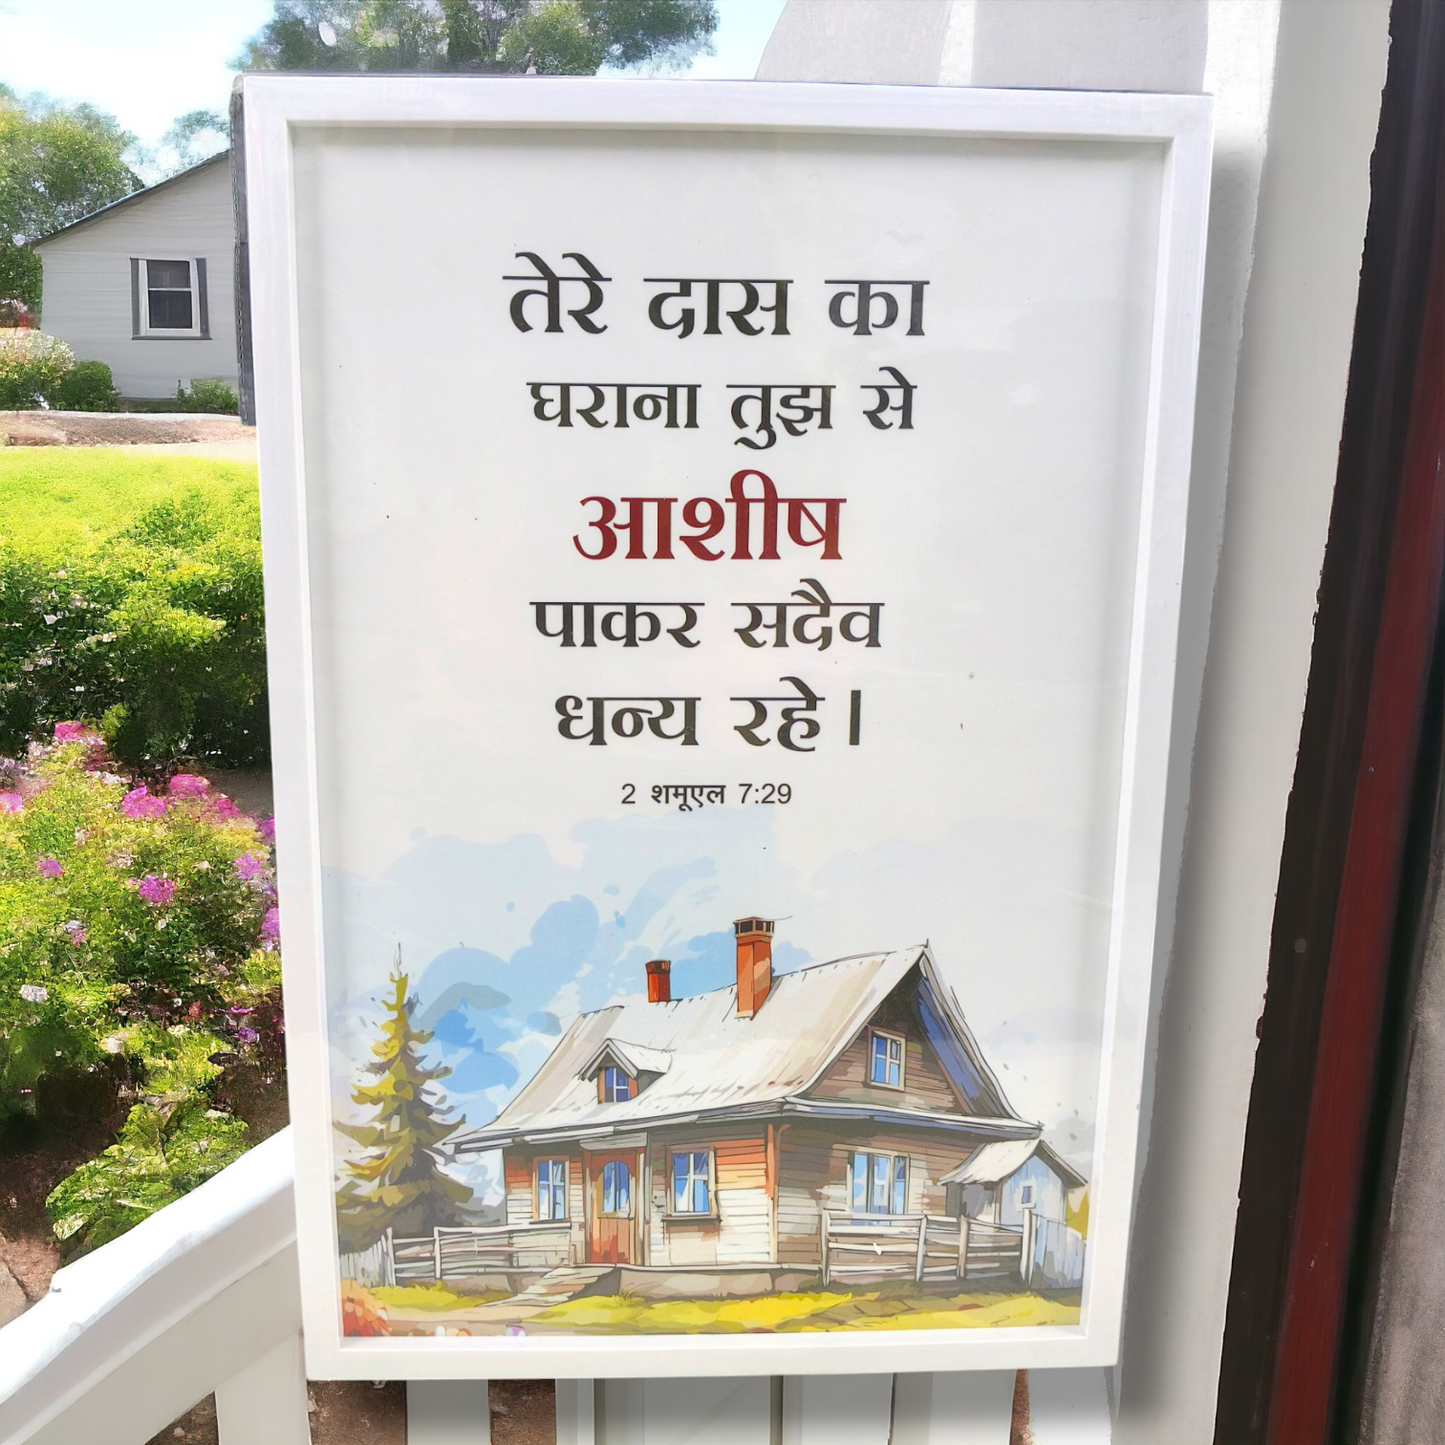 तेरे दास का
घराना तुझ से
आशीष
पाकर सदैव
धन्य रहे।
2 शमूएल 7:29